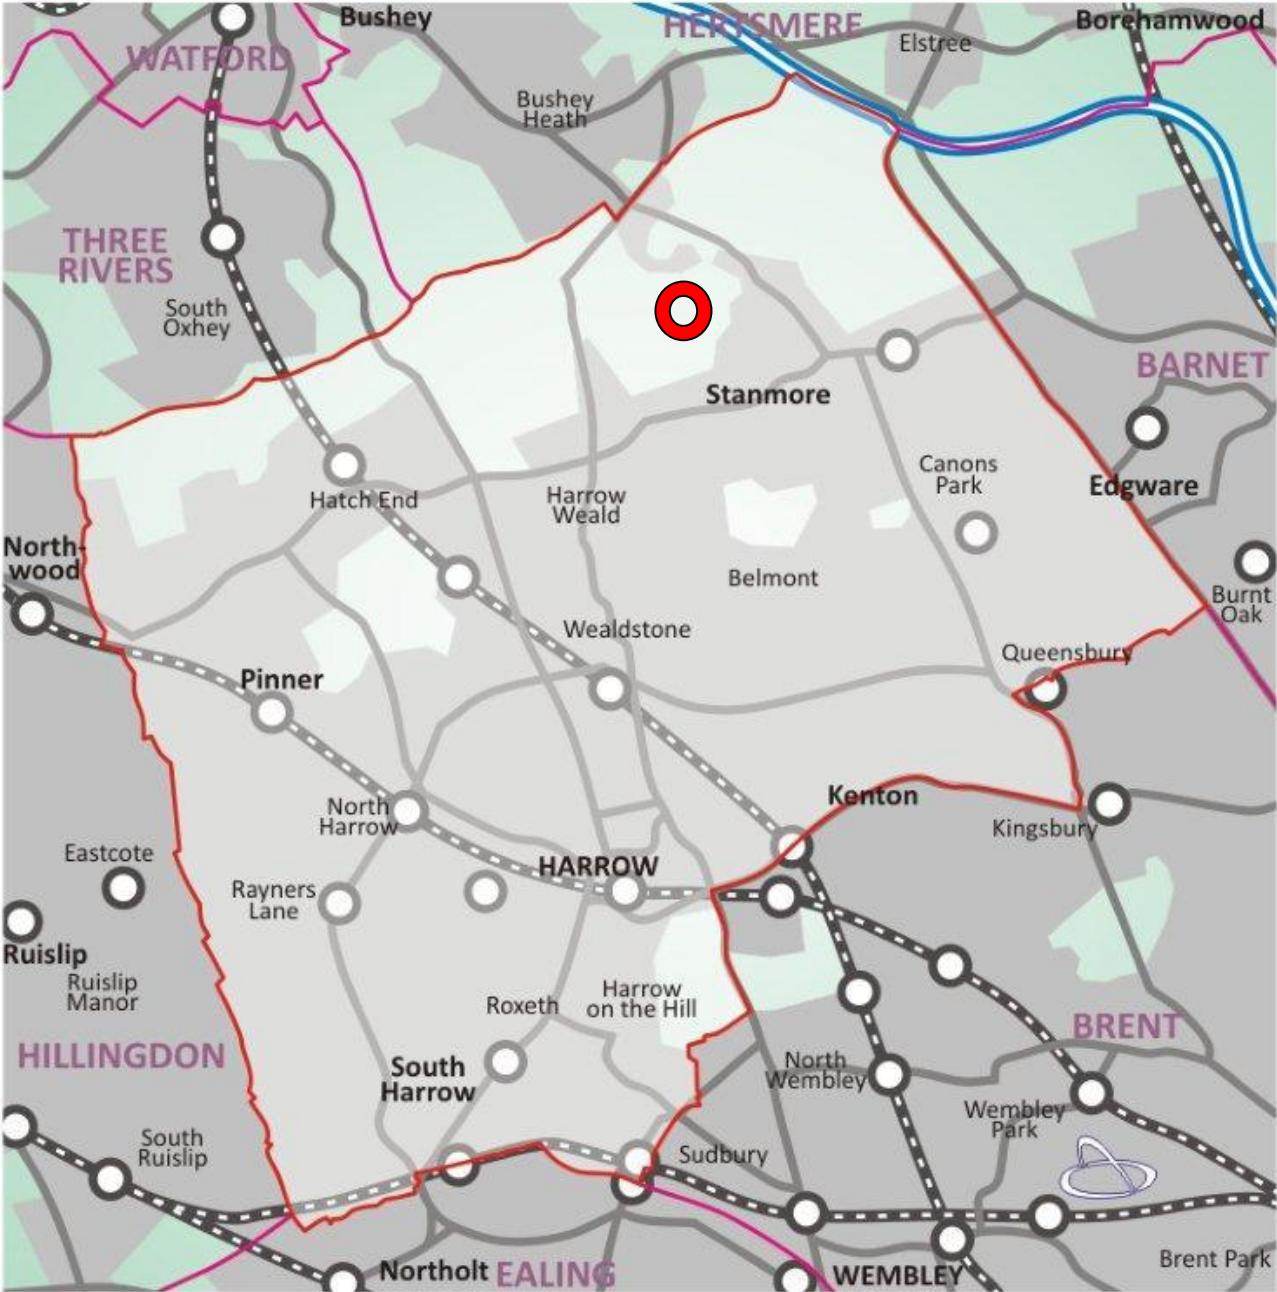 Bushey
HERTSMERE
Borehamwood
WATFORD
Elstree
Bushey
Heath
THREE
RIVERS
South
Oxhey
BARNET
Stanmore
Canons
Park
Edgware
Hatch End
Harrow
Weald
North-
wood
Belmont
Burnt
Oak
Wealdstone
Queensbury
Pinner
Kenton
North
Harrow
Kingsbury
Eastcote
HARROW
Rayners
Lane
Ruislip
Ruislip
Manor
Harrow
on the Hill
Roxeth
BRENT
HILLINGDON
South
Harrow
North
Wembley
Wembley
Park
South
Ruislip
Sudbury
Northolt
EALING
WEMBLEY
Brent Park